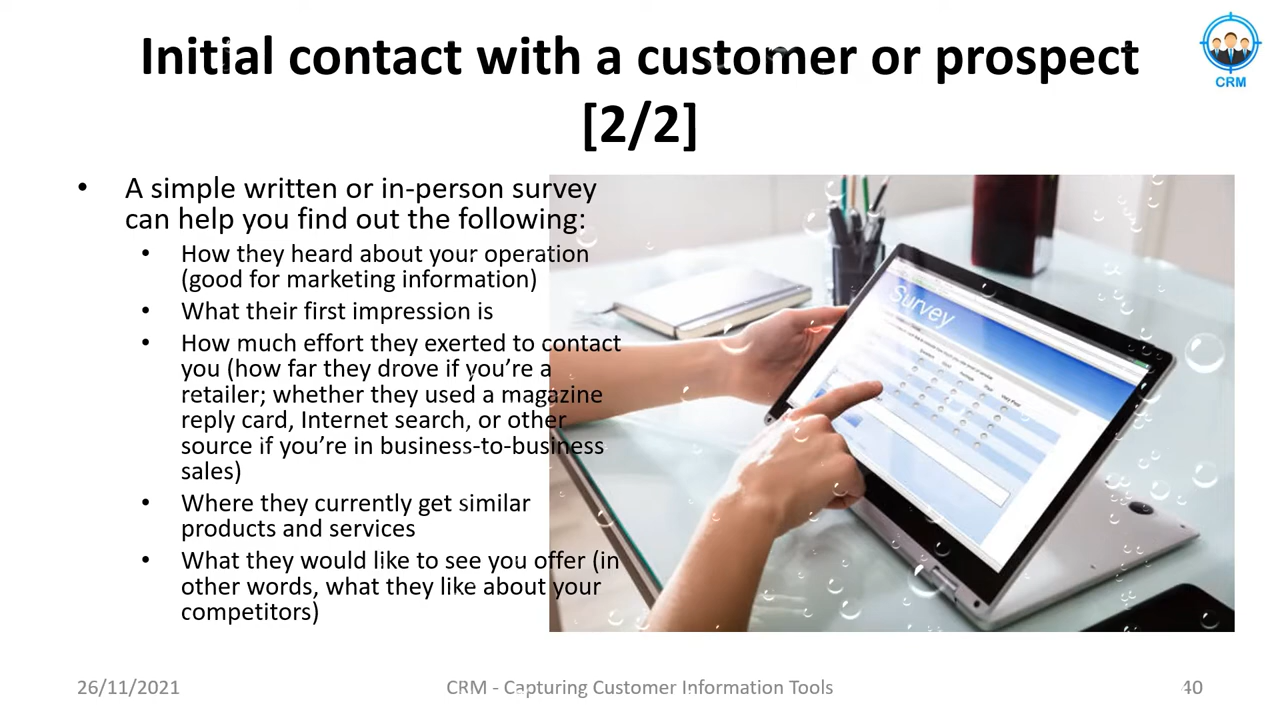 Initial contact with a customer or prospect
[2/2]
CRM
• A simple written or in-person survey
can help you find out the following:
• How they heard about your operation
(good for marketing information)
• What their first impression is
• How much effort they exerted to contact
you (how far they drove if you’re a
retailer; whether they used a magazine
reply card, Internet search, or other
source if you’re in business-to-business
sales)
• Where they currently get similar
products and services
• What they would like to see you offer (in
other words, what they like about your
competitors)
Survey
26/11/2021
CRM - Capturing Customer Information Tools
40